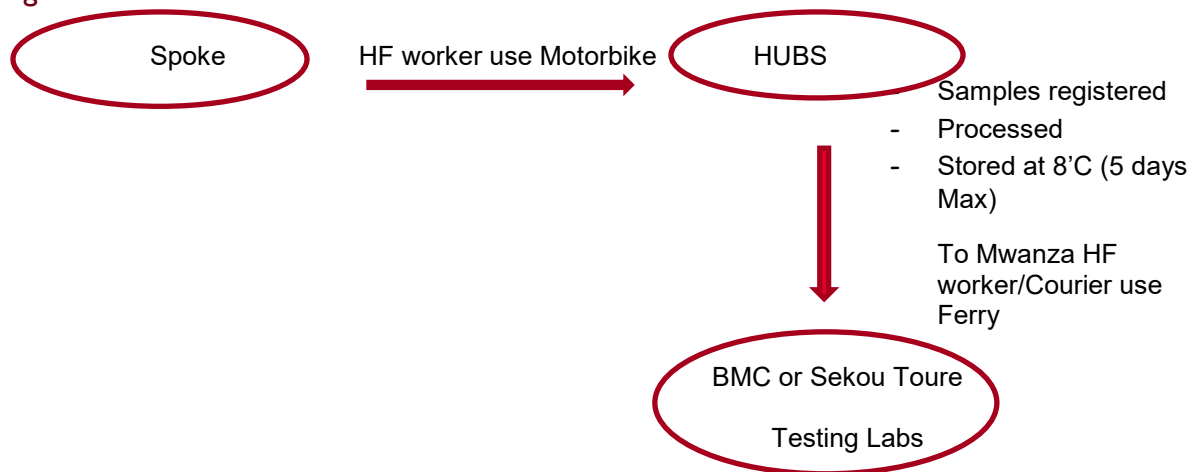 Spoke
HF worker use Motorbike
HUBS
Samples registered
- Processed
- Stored at 8'C (5 days
Max)
To Mwanza HF
worker/Courier use
Ferry
BMC or Sekou Toure
Testing Labs